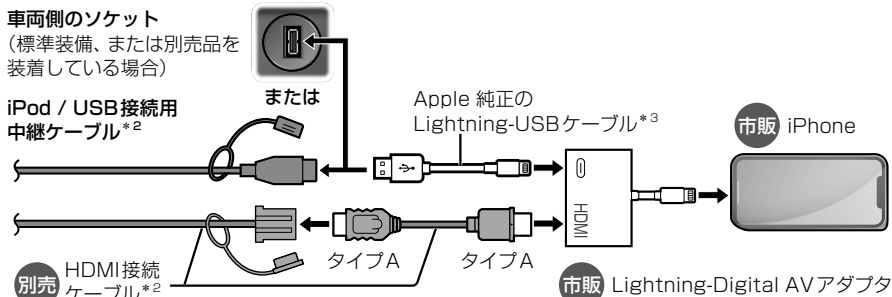 車両側のソケット
(標準装備、または別売品を
装着している場合)
または
iPod / USB接続用
中継ケーブル*2
Apple 純正の
Lightning-USBケーブル*3
市販 iPhone
HDMI
タイプA
タイプA
別売 HDMI接続
ケーブル*2
市販 Lightning-Digital AVアダプタ